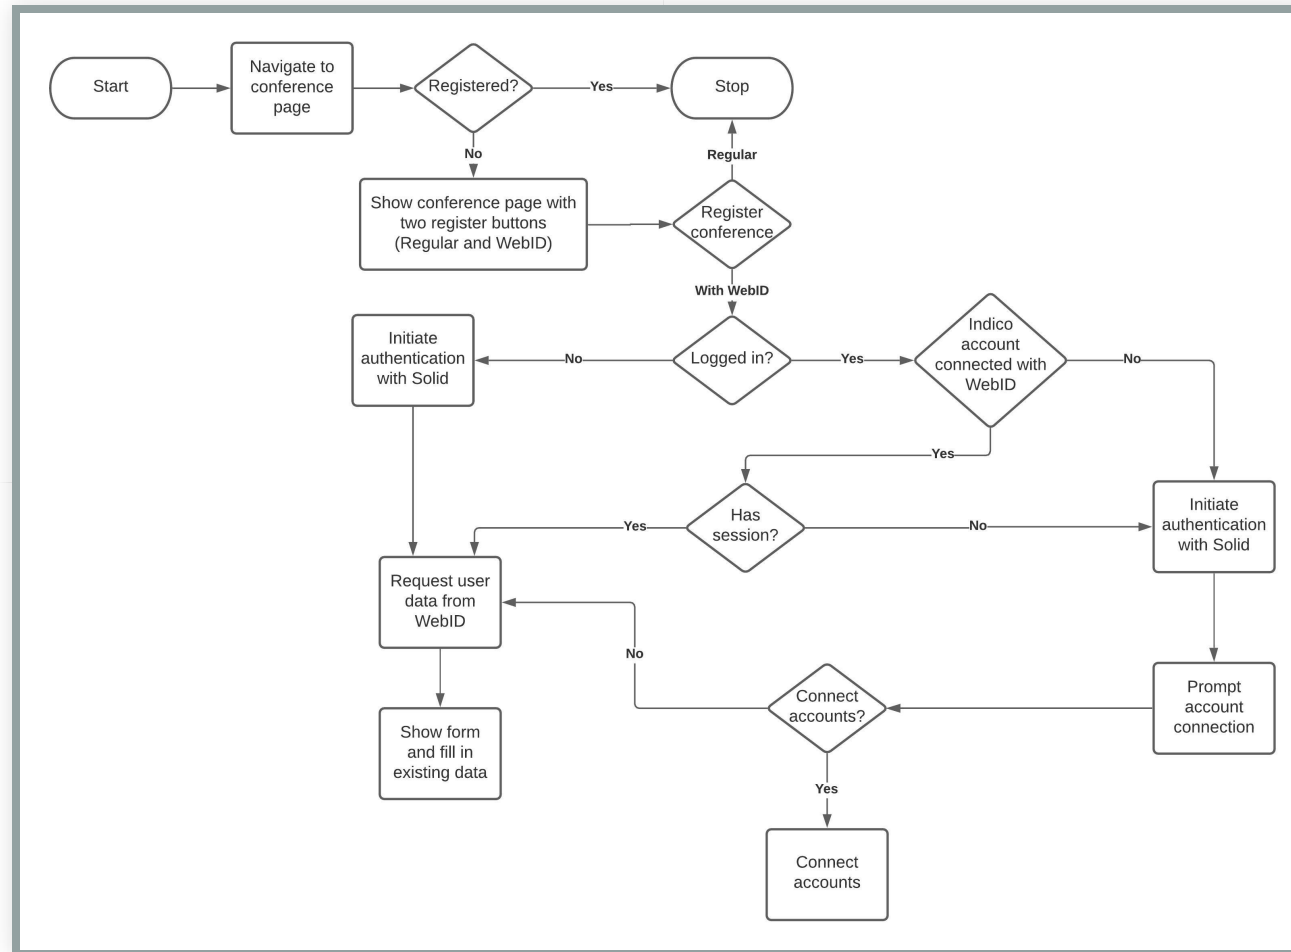 Start
Navigate to
conference
page
Registered?
Yes
Stop
No
Regular
Show conference page with
two register buttons
(Regular and WebID)
Register
conference
With WebID
Initiate
authentication
with Solid
No
Logged in?
Yes
Indico
account
connected with
WebID
No
Yes
Has
session?
Yes
No
Initiate
authentication
with Solid
Request user
data from
WebID
No
Connect
accounts?
Prompt
account
connection
Show form
and fill in
existing data
Yes
Connect
accounts